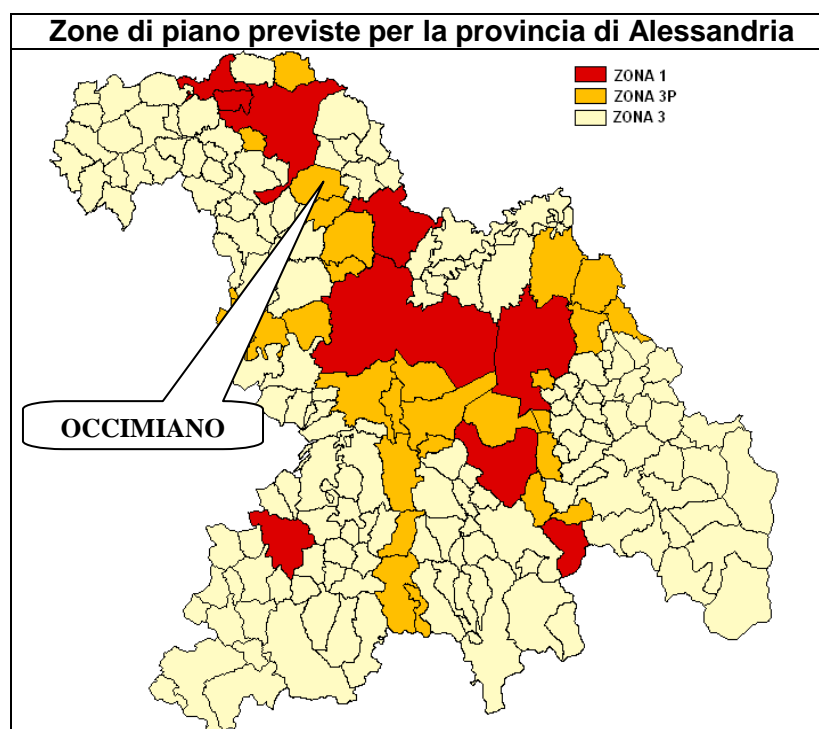 Zone di piano previste per la provincia di Alessandria
ZONA 1
ZONA 3P
ZONA 3
OCCIMIANO